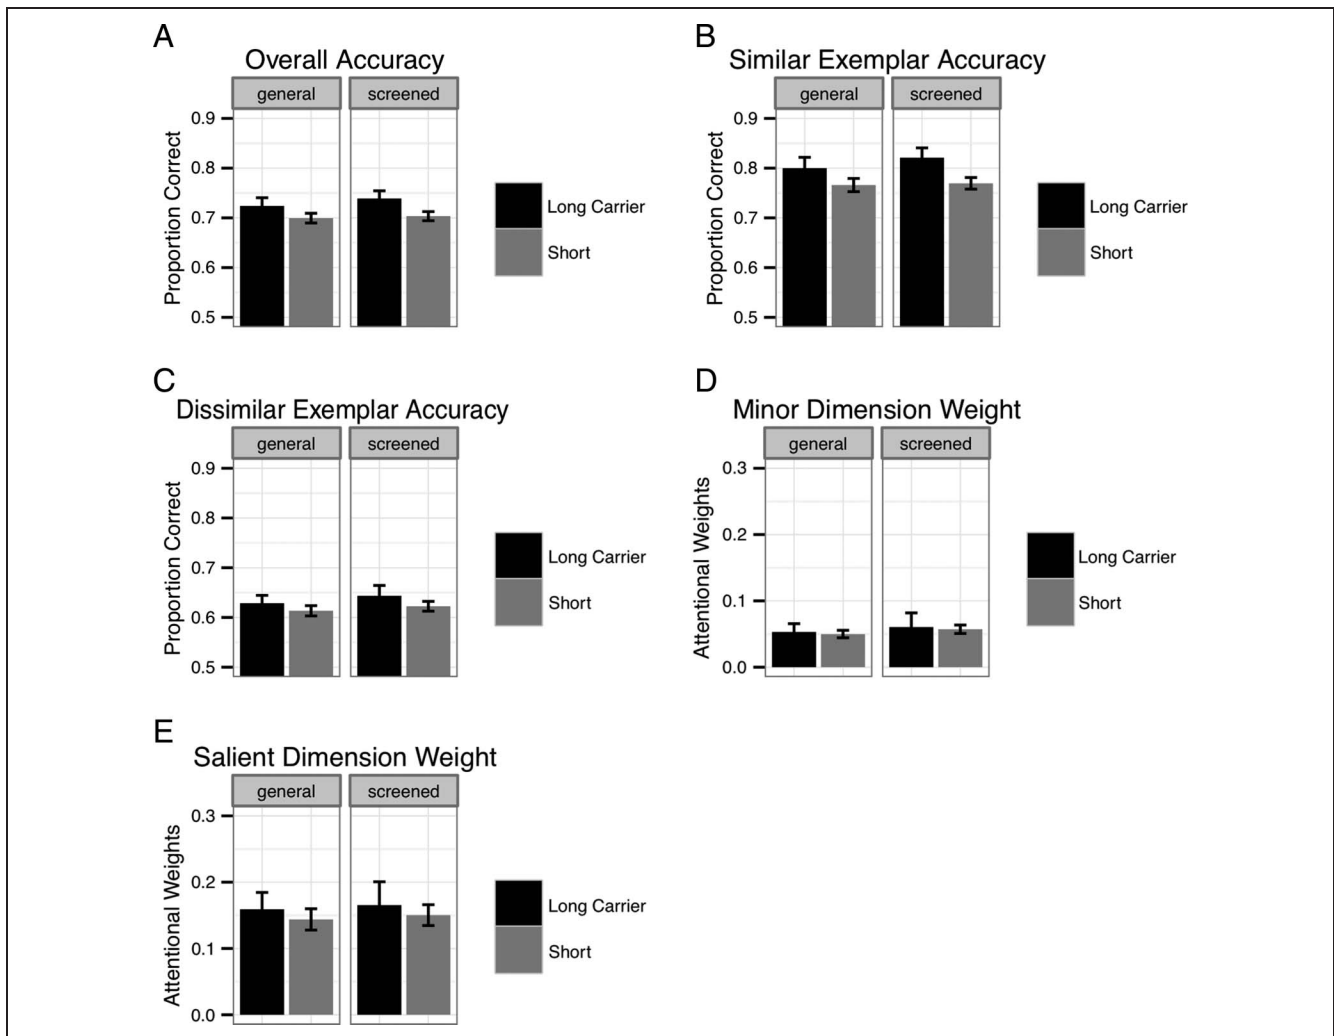 A
Overall Accuracy
general screened
Proportion Correct
0.9
0.8
0.7
0.6
0.5
Long Carrier
Short
B
Similar Exemplar Accuracy
general screened
Proportion Correct
0.9
0.8
0.7
0.6
0.5
Long Carrier
Short
C
Dissimilar Exemplar Accuracy
general screened
Proportion Correct
0.9
0.8
0.7
0.6
0.5
Long Carrier
Short
D
Minor Dimension Weight
general screened
Attentional Weights
0.3
0.2
0.1
0.0
Long Carrier
Short
E
Salient Dimension Weight
general screened
Attentional Weights
0.3
0.2
0.1
0.0
Long Carrier
Short